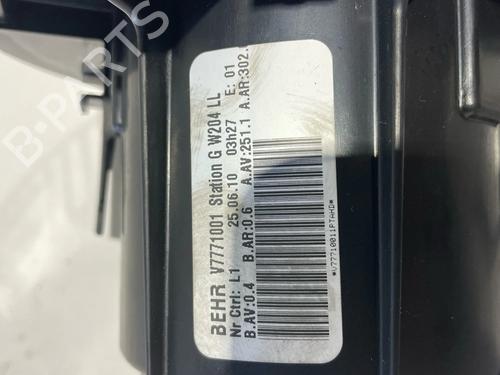 B-PARTS
BEHR V7771001 Station G W204 LL
Nr Ctrl: L1 25.06.10 03h27 E: 01
B.AV:0.4 B.AR:0.6 A.AV:251.1 A.AR:302.
*V77710011PTAHD*